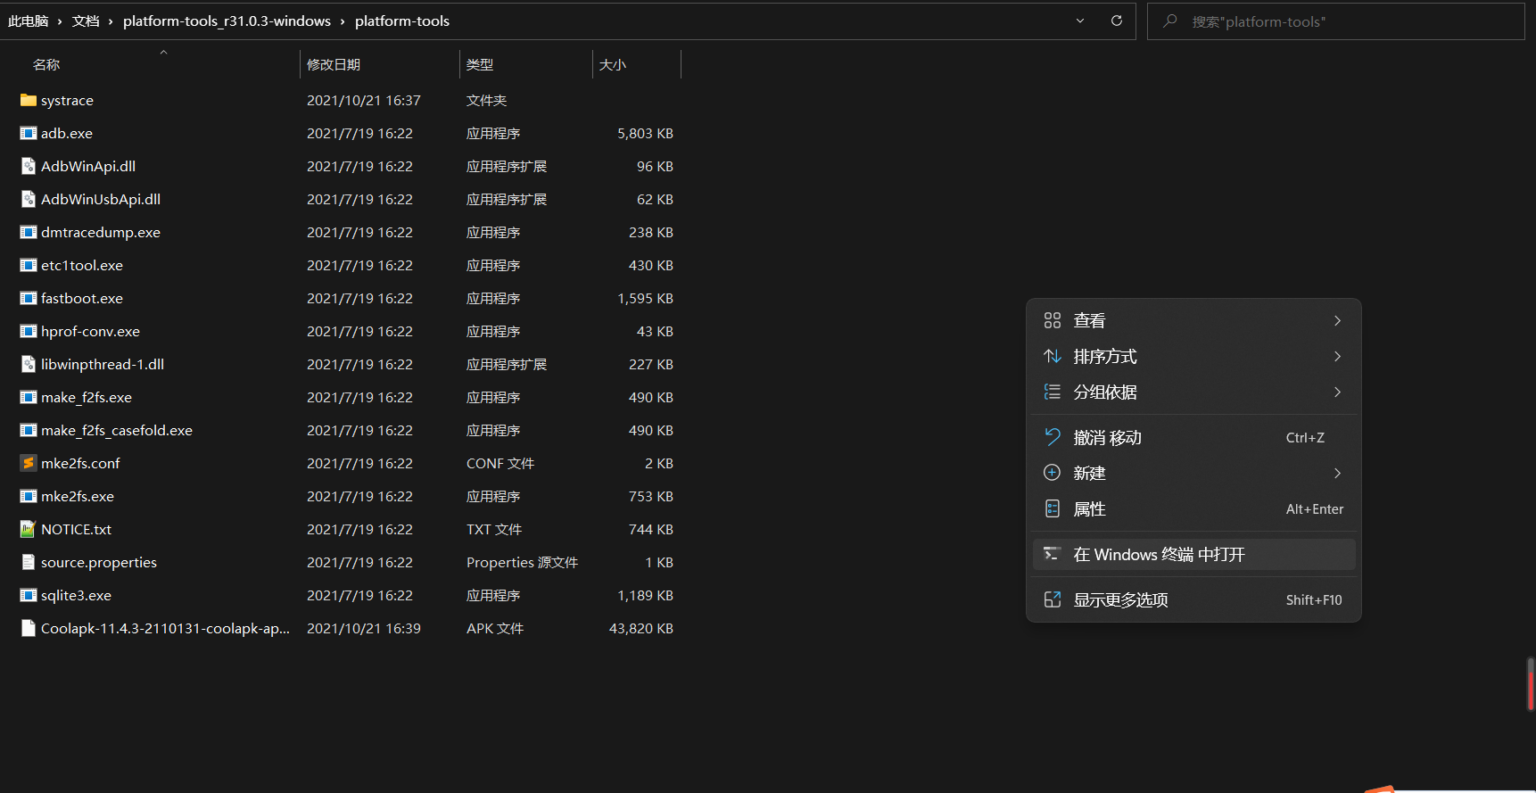 此电脑 › 文档 › platform-tools_r31.0.3-windows › platform-tools
搜索"platform-tools"
名称 修改日期 类型 大小
systrace 2021/10/21 16:37 文件夹
adb.exe 2021/7/19 16:22 应用程序 5,803 KB
AdbWinApi.dll 2021/7/19 16:22 应用程序扩展 96 KB
AdbWinUsbApi.dll 2021/7/19 16:22 应用程序扩展 62 KB
dmtracedump.exe 2021/7/19 16:22 应用程序 238 KB
etc1tool.exe 2021/7/19 16:22 应用程序 430 KB
fastboot.exe 2021/7/19 16:22 应用程序 1,595 KB
hprof-conv.exe 2021/7/19 16:22 应用程序 43 KB
libwinpthread-1.dll 2021/7/19 16:22 应用程序扩展 227 KB
make_f2fs.exe 2021/7/19 16:22 应用程序 490 KB
make_f2fs_casefold.exe 2021/7/19 16:22 应用程序 490 KB
mke2fs.conf 2021/7/19 16:22 CONF 文件 2 KB
mke2fs.exe 2021/7/19 16:22 应用程序 753 KB
NOTICE.txt 2021/7/19 16:22 TXT 文件 744 KB
source.properties 2021/7/19 16:22 Properties 源文件 1 KB
sqlite3.exe 2021/7/19 16:22 应用程序 1,189 KB
Coolapk-11.4.3-2110131-coolapk-ap... 2021/10/21 16:39 APK 文件 43,820 KB
查看
排序方式
分组依据
撤消 移动 Ctrl+Z
新建
属性 Alt+Enter
在 Windows 终端 中打开
显示更多选项 Shift+F10